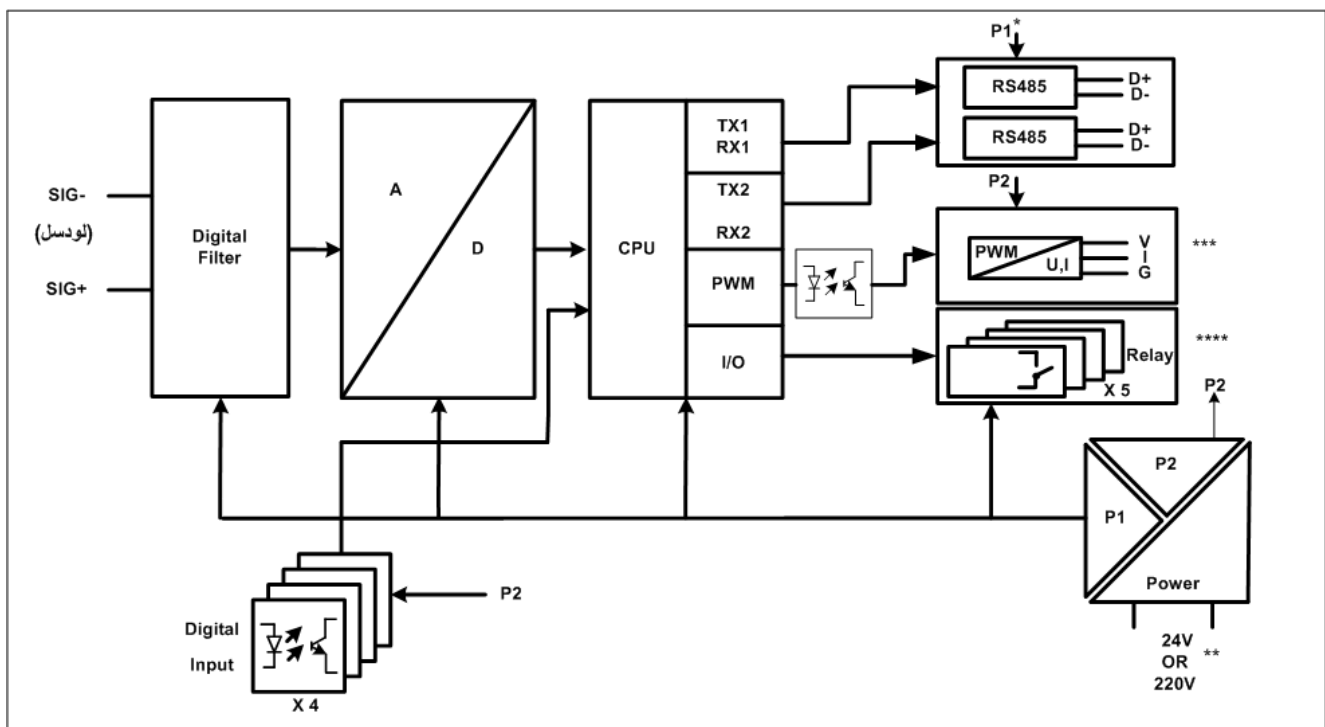 P1*
RS485
D+
D-
RS485
D+
D-
TX1
RX1
TX2
RX2
PWM
I/O
CPU
A
D
Digital
Filter
SIG-
(لودسل)
SIG+
P2
PWM
U,I
V
I
G
***
Relay
X 5
****
P2
P2
P1
Power
24V
OR
220V
**
P2
Digital
Input
X 4